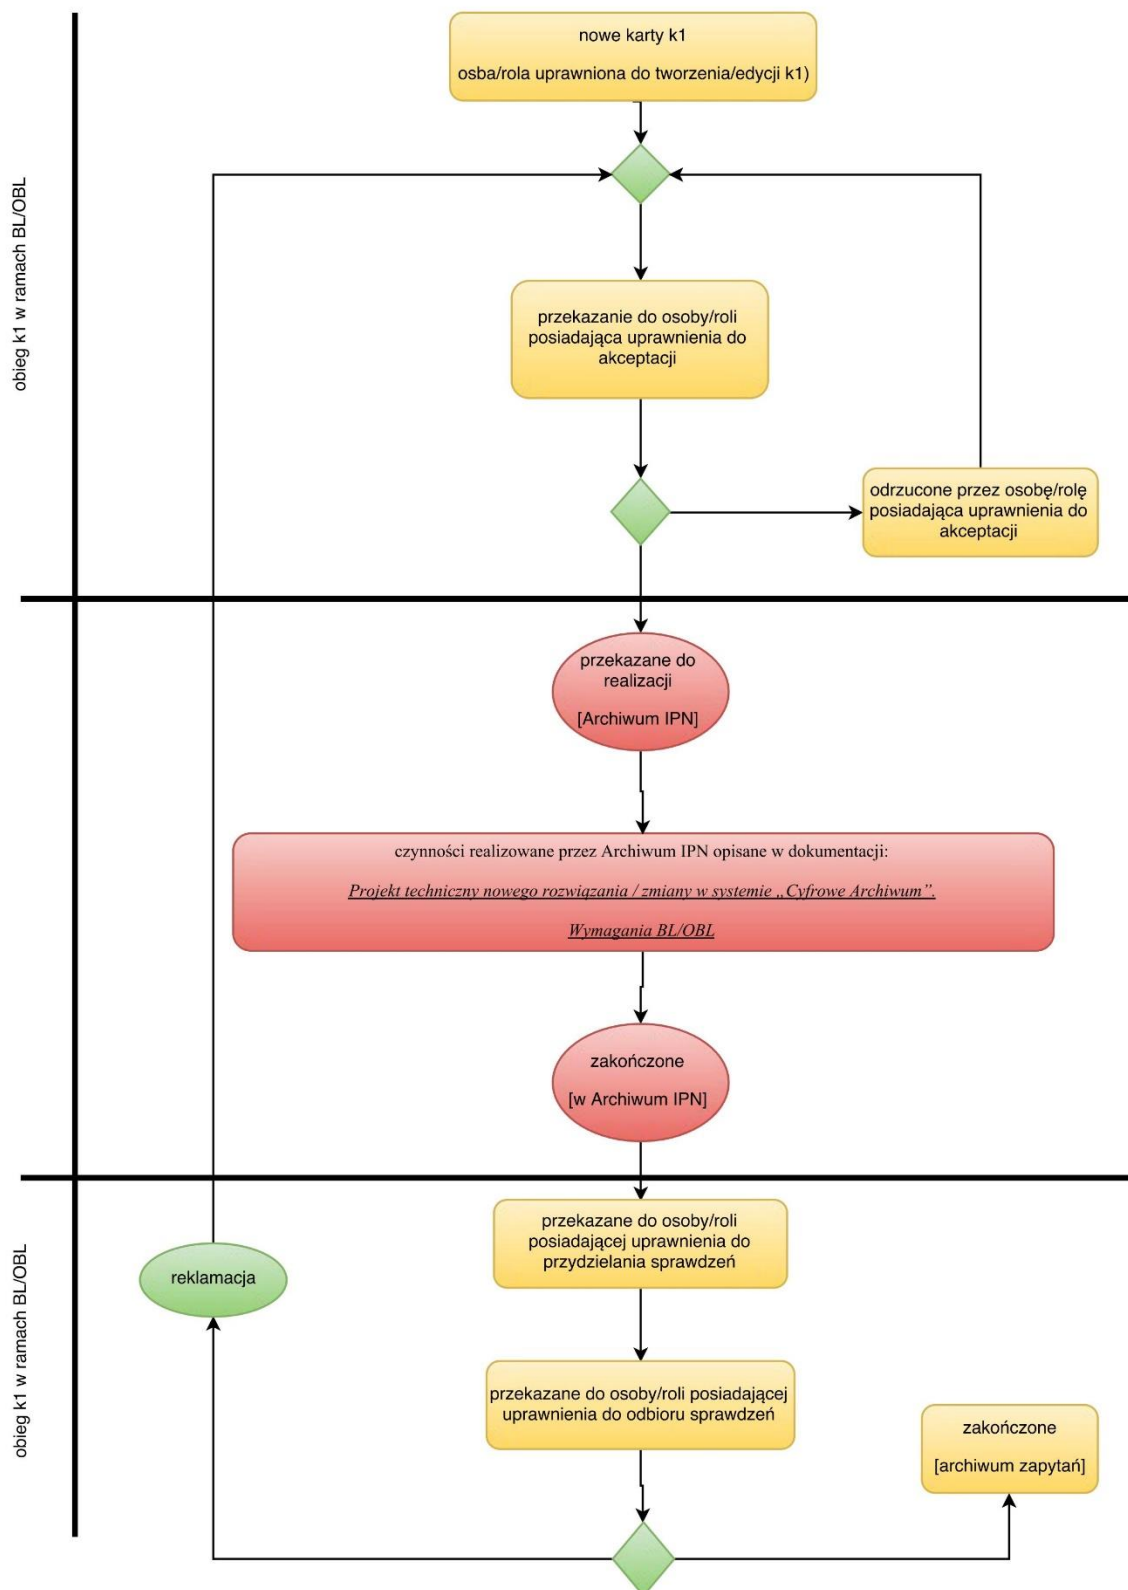 nowe karty k1
osba/rola uprawniona do tworzenia/edycji k1)
obieg k1 w ramach BL/OBL
przekazanie do osoby/roli
posiadająca uprawnienia do
akceptacji
odrzucone przez osobę/rolę
posiadająca uprawnienia do
akceptacji
przekazane do
realizacji
[Archiwum IPN]
czynności realizowane przez Archiwum IPN opisane w dokumentacji:
Projekt techniczny nowego rozwiązania / zmiany w systemie „Cyfrowe Archiwum”.
Wymagania BL/OBL
zakończone
[w Archiwum IPN]
obieg k1 w ramach BL/OBL
przekazane do osoby/roli
posiadającej uprawnienia do
przydzielania sprawdzeń
reklamacja
przekazane do osoby/roli posiadającej
uprawnienia do odbioru sprawdzeń
zakończone
[archiwum zapytań]